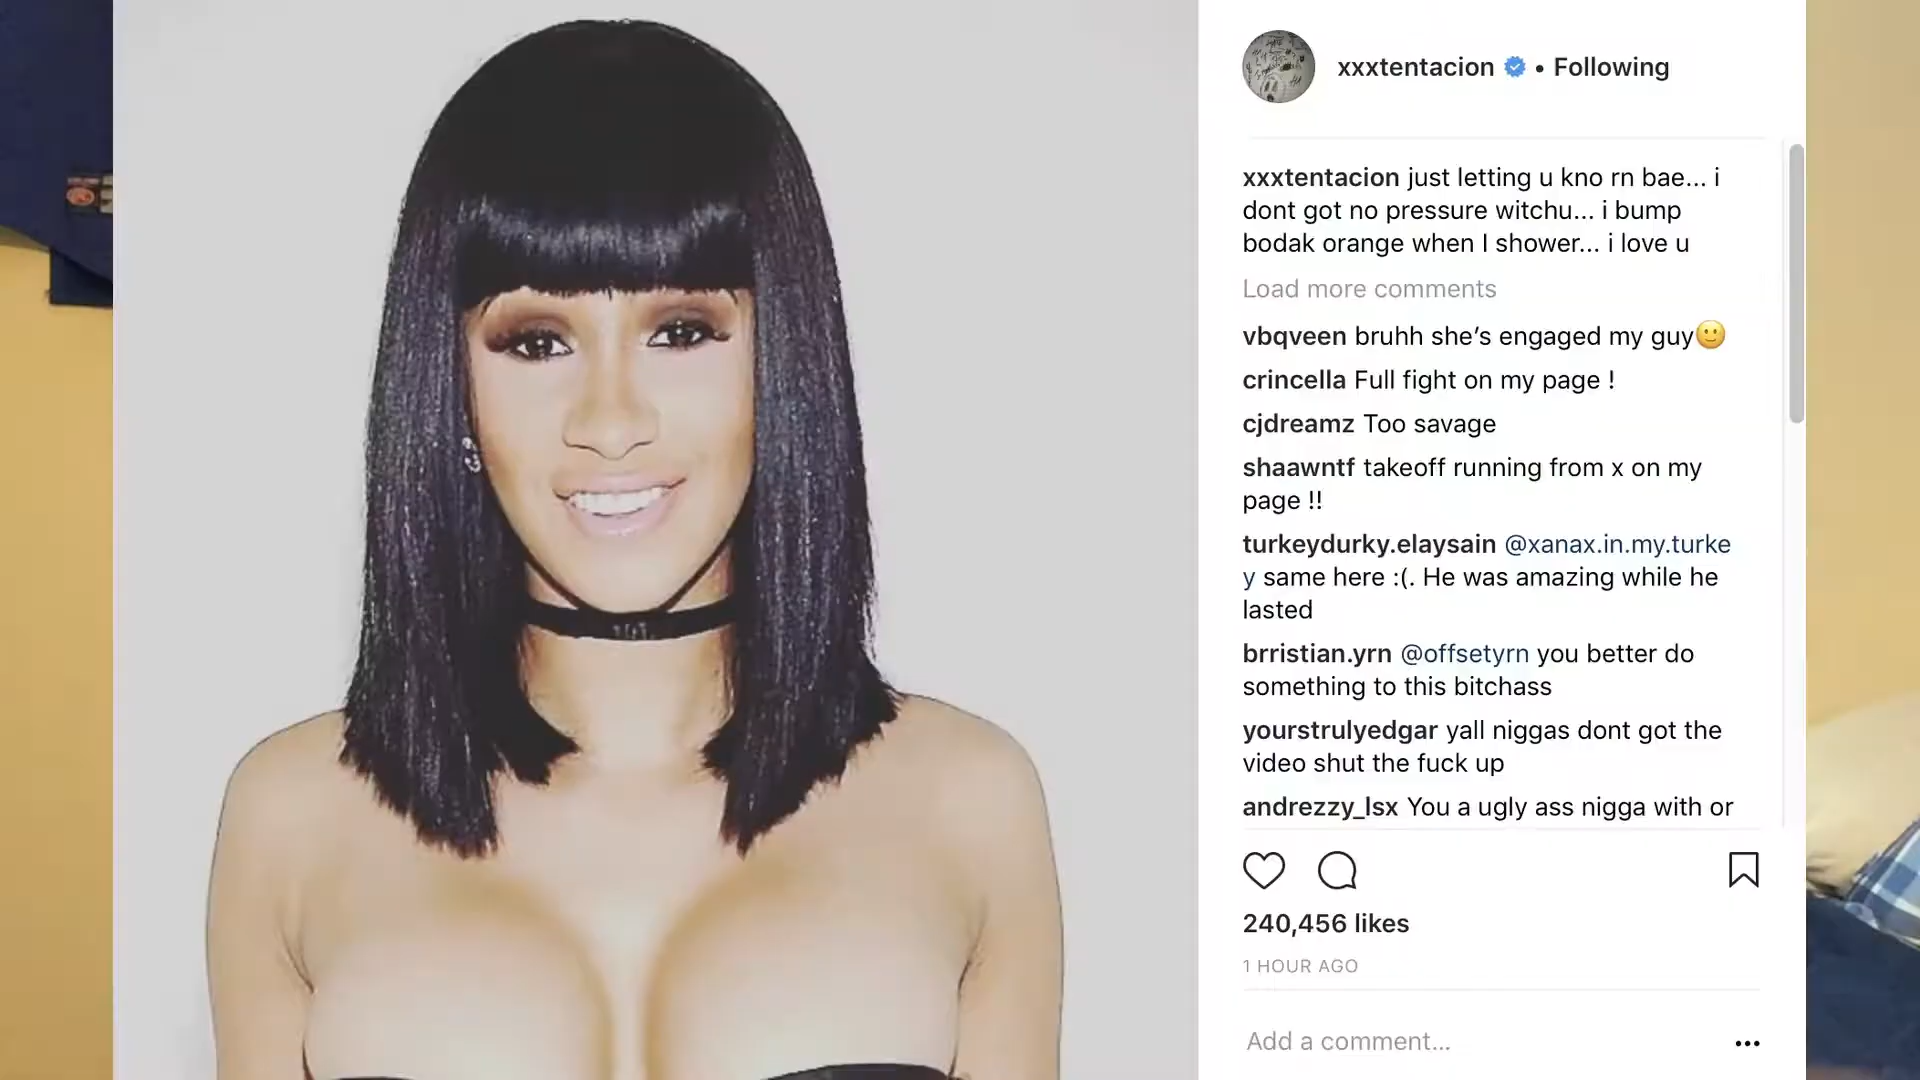 xxxtentacion • Following
xxxtentacion just letting u kno rn bae... i
dont got no pressure witchu... i bump
bodak orange when I shower... i love u
Load more comments
vbqveen bruhh she’s engaged my guy🙂
crincella Full fight on my page !
cjdreamz Too savage
shaawntf takeoff running from x on my
page !!
turkeydurky.elaysain @xanax.in.my.turke
y same here :(. He was amazing while he
lasted
brristian.yrn @offsetyrn you better do
something to this bitchass
yourstrulyedgar yall niggas dont got the
video shut the fuck up
andrezzy_lsx You a ugly ass nigga with or
240,456 likes
1 HOUR AGO
Add a comment...